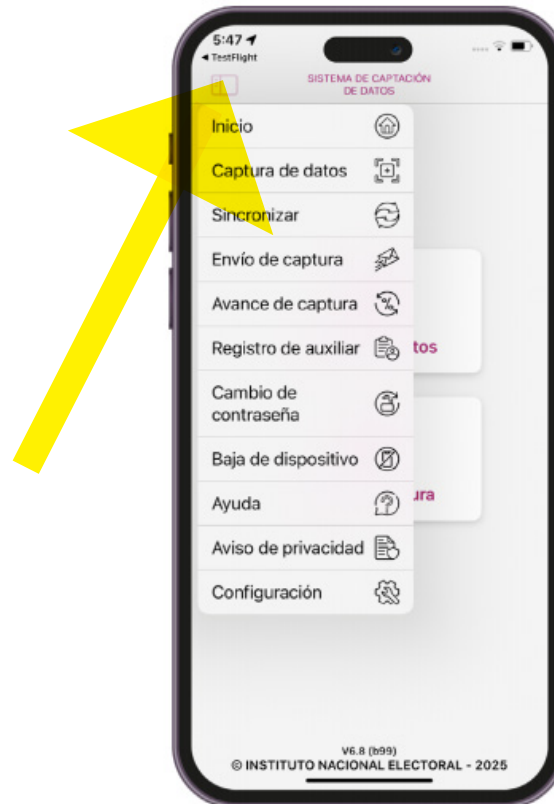 5:47
◀ TestFlight
SISTEMA DE CAPTACIÓN
DE DATOS
Inicio
Captura de datos
Sincronizar
Envío de captura
Avance de captura
Registro de auxiliar
tos
Cambio de
contraseña
Baja de dispositivo
Ayuda
ura
Aviso de privacidad
Configuración
V6.8 (b99)
© INSTITUTO NACIONAL ELECTORAL - 2025